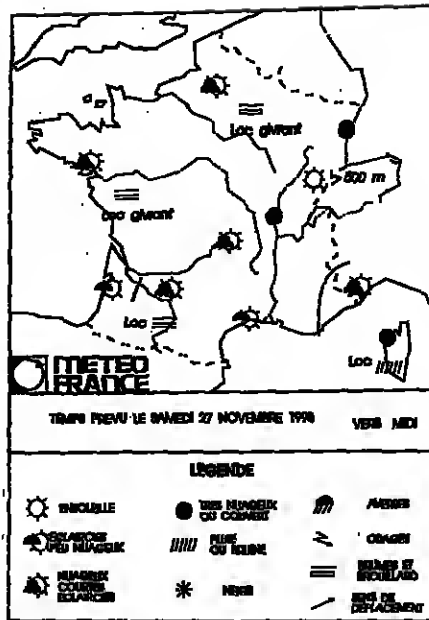 Loc givrant
> 800 m
Loc givrant
Loc
Loc
METEO
FRANCE
TEMPS PREVU LE SAMEDI 27 NOVEMBRE
VERS MIDI
LEGENDE
ENSOLEILLE
TRES NUAGEUX
OU COUVERT
AVERSES
ECLAIRCIES
PEU NUAGEUX
PLUIE
OU BRUINE
ORAGES
NUAGEUX
COURTES
ECLAIRCIES
NEIGE
BRUMES ET
BROUILLARD
SENS DE
DEPLACEMENT